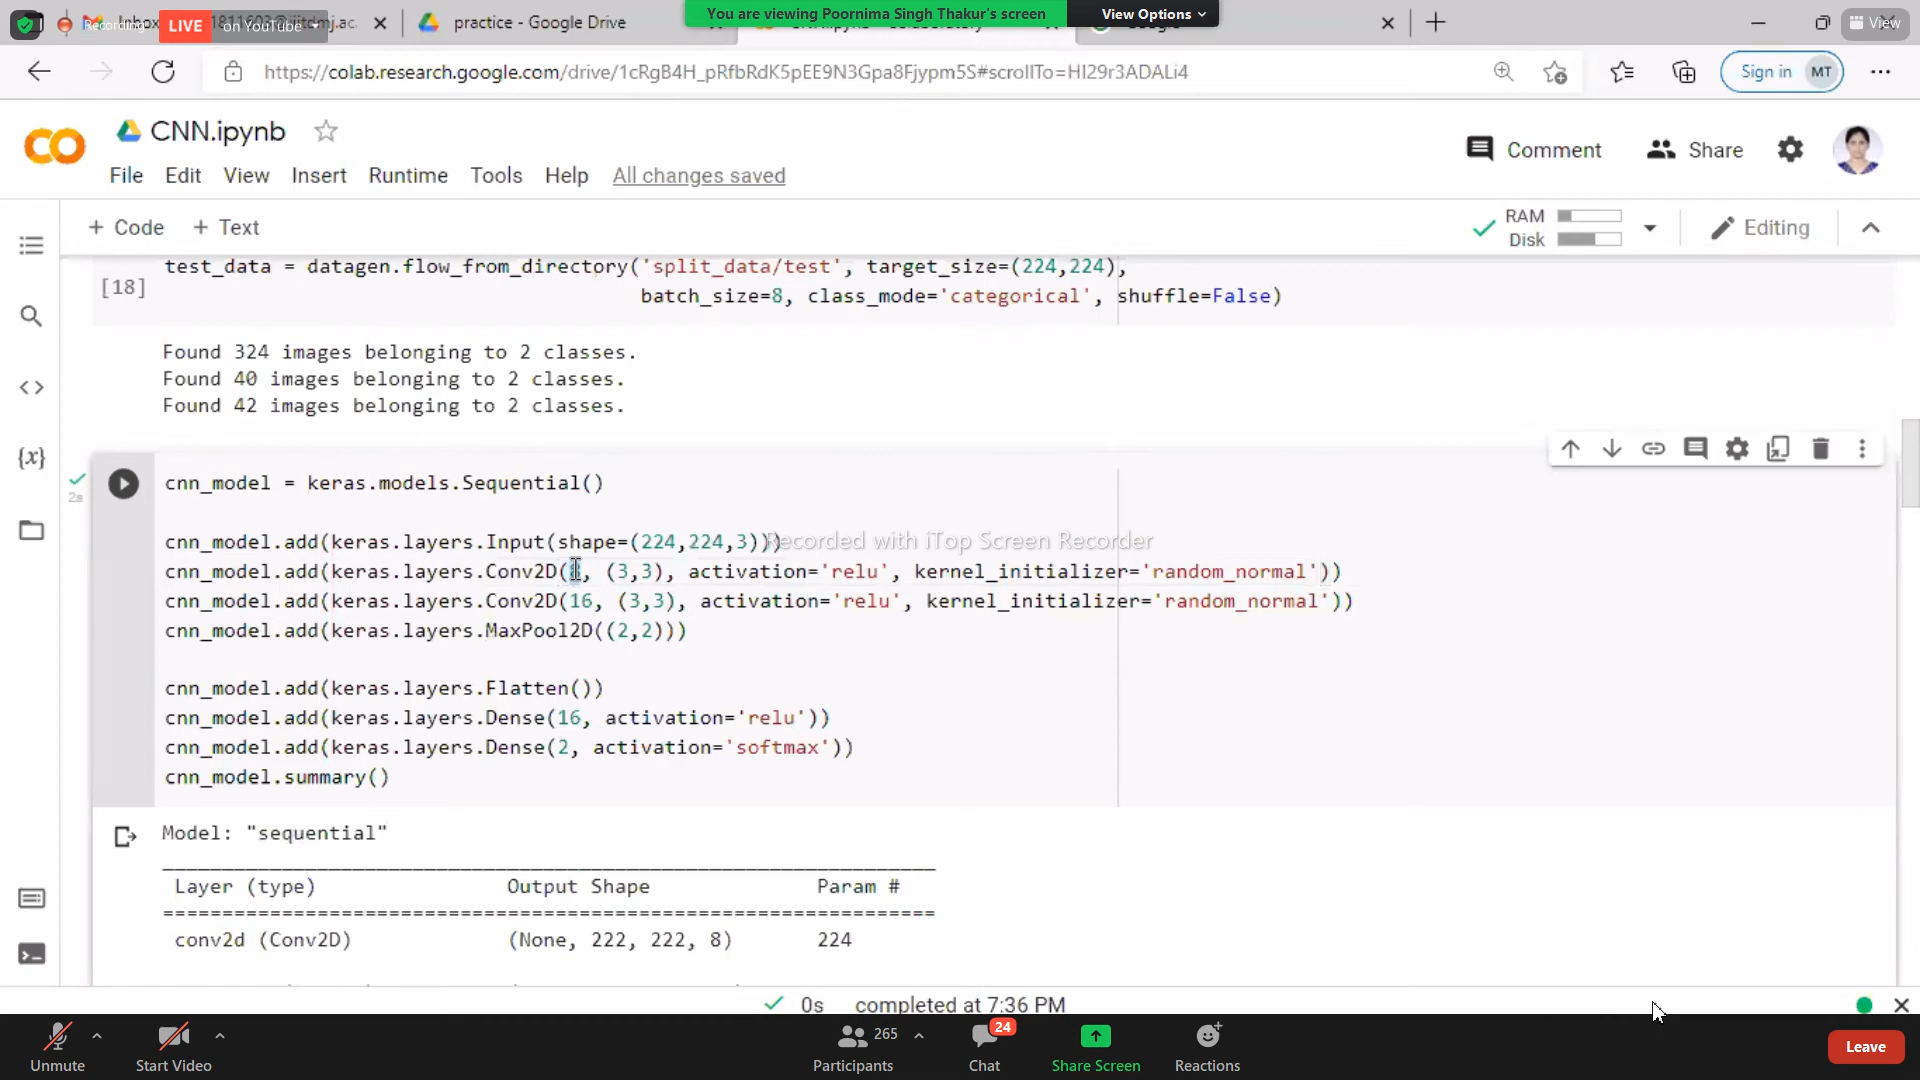 Recording
LIVE on YouTube
practice - Google Drive
You are viewing Poornima Singh Thakur's screen View Options
View
https://colab.research.google.com/drive/1cRgB4H_pRfbRdK5pEE9N3Gpa8Fjypm5S#scrollTo=HI29r3ADALi4
Sign in MT
CNN.ipynb
Comment Share
File Edit View Insert Runtime Tools Help All changes saved
+ Code + Text
RAM
Disk
Editing
test_data = datagen.flow_from_directory('split_data/test', target_size=(224,224),
[18]
batch_size=8, class_mode='categorical', shuffle=False)
Found 324 images belonging to 2 classes.
Found 40 images belonging to 2 classes.
Found 42 images belonging to 2 classes.
2s
cnn_model = keras.models.Sequential()
cnn_model.add(keras.layers.Input(shape=(224,224,3)))
Recorded with iTop Screen Recorder
cnn_model.add(keras.layers.Conv2D(8, (3,3), activation='relu', kernel_initializer='random_normal'))
cnn_model.add(keras.layers.Conv2D(16, (3,3), activation='relu', kernel_initializer='random_normal'))
cnn_model.add(keras.layers.MaxPool2D((2,2)))
cnn_model.add(keras.layers.Flatten())
cnn_model.add(keras.layers.Dense(16, activation='relu'))
cnn_model.add(keras.layers.Dense(2, activation='softmax'))
cnn_model.summary()
Model: "sequential"
Layer (type) Output Shape Param #
conv2d (Conv2D) (None, 222, 222, 8) 224
0s completed at 7:36 PM
265
24
Unmute Start Video Participants Chat Share Screen Reactions Leave